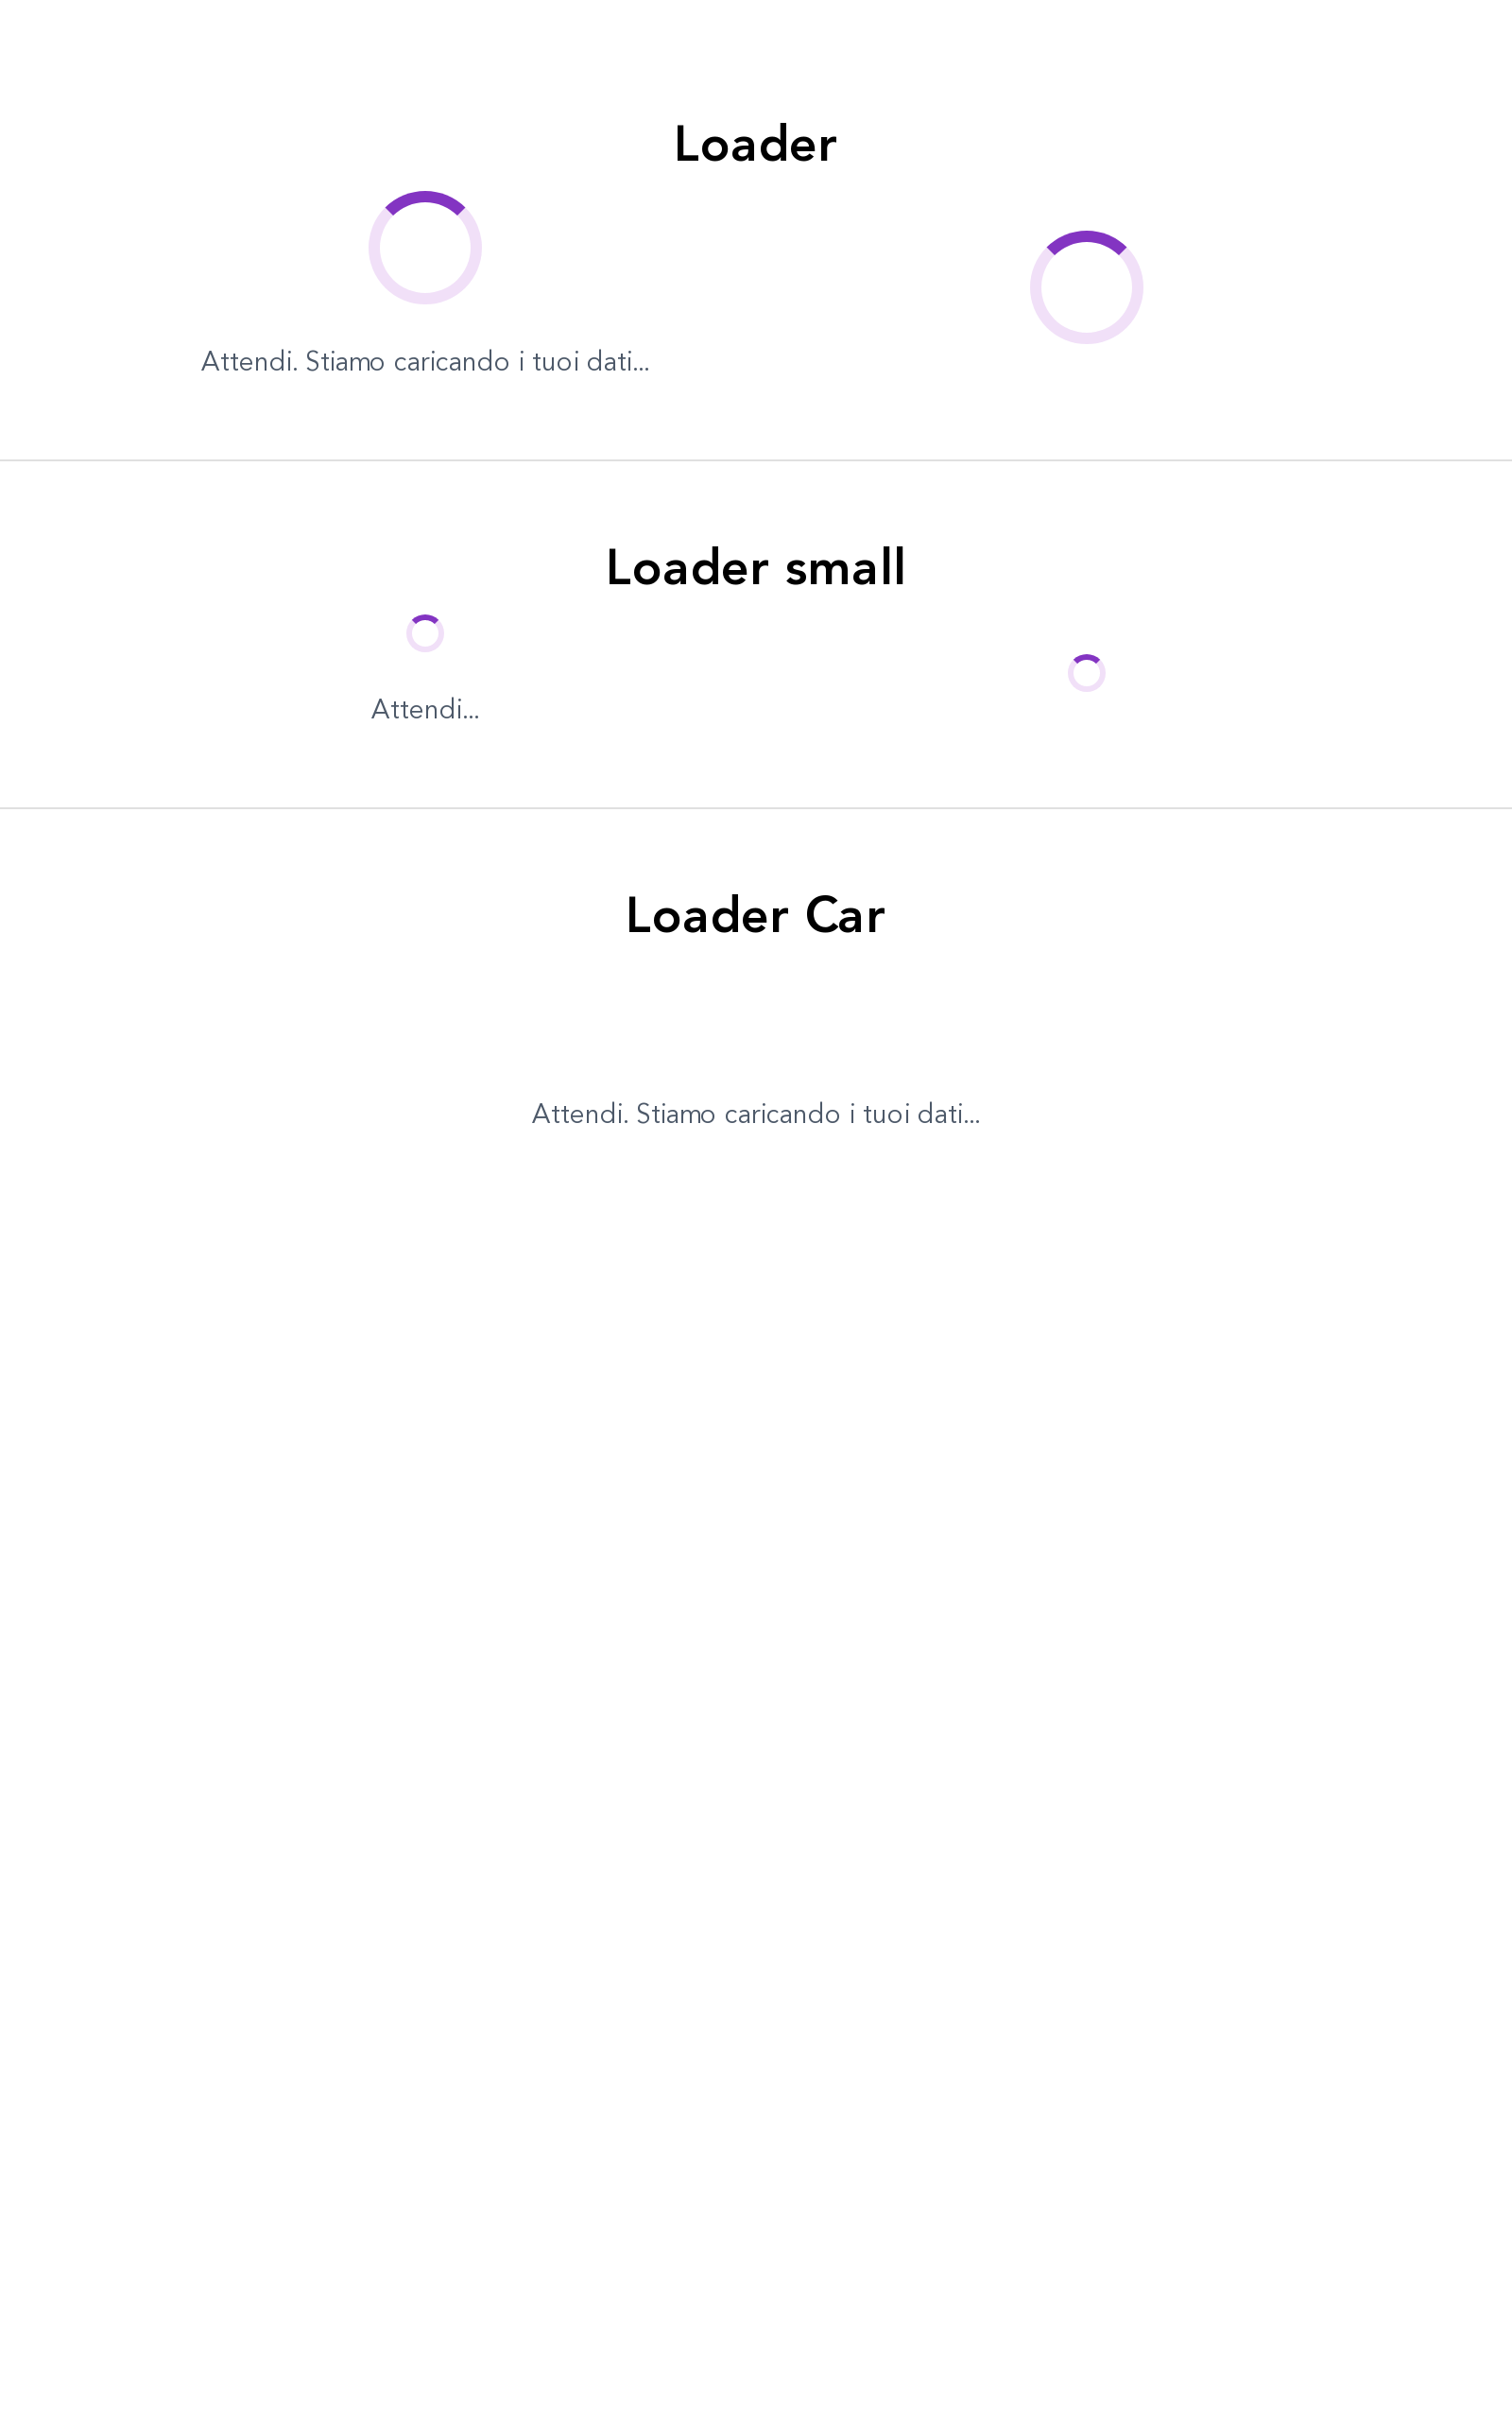 Loader
Attendi. Stiamo caricando i tuoi dati...
Loader small
Attendi...
Loader Car
Attendi. Stiamo caricando i tuoi dati...